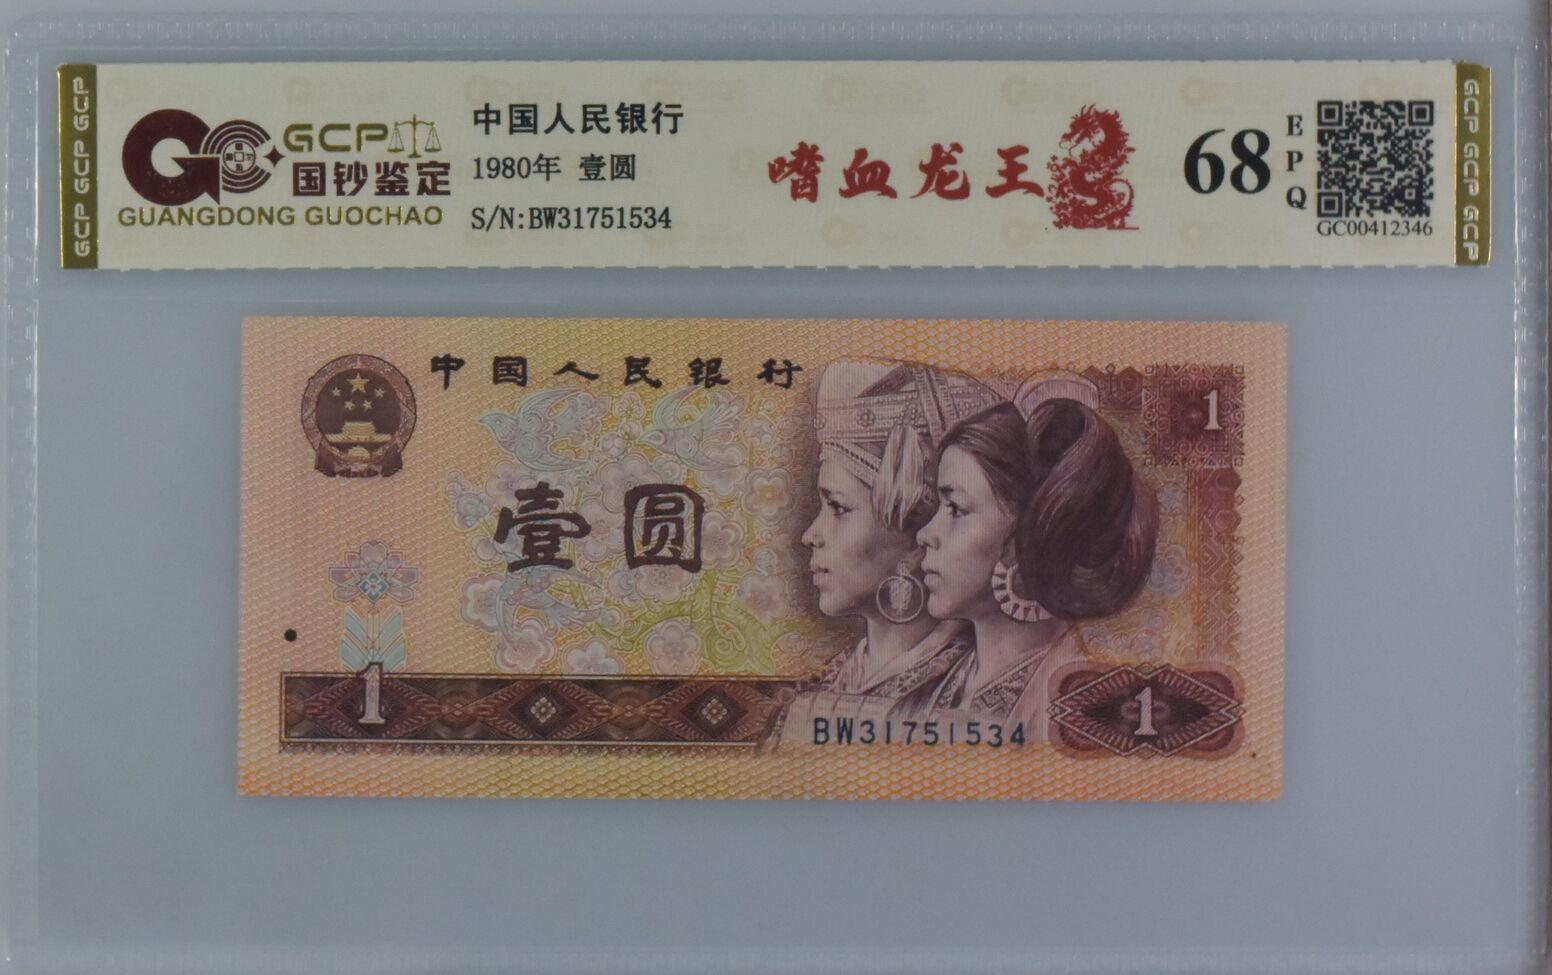 GCP GCP GCP
GCP
国钞鉴定
GUANGDONG GUOCHAO
中国人民银行
1980年 壹圆
S/N:BW31751534
嗜血龙王
68
EPQ
GC00412346
GCP GCP GCP
中国人民银行
1
壹圆
1
BW31751534
1